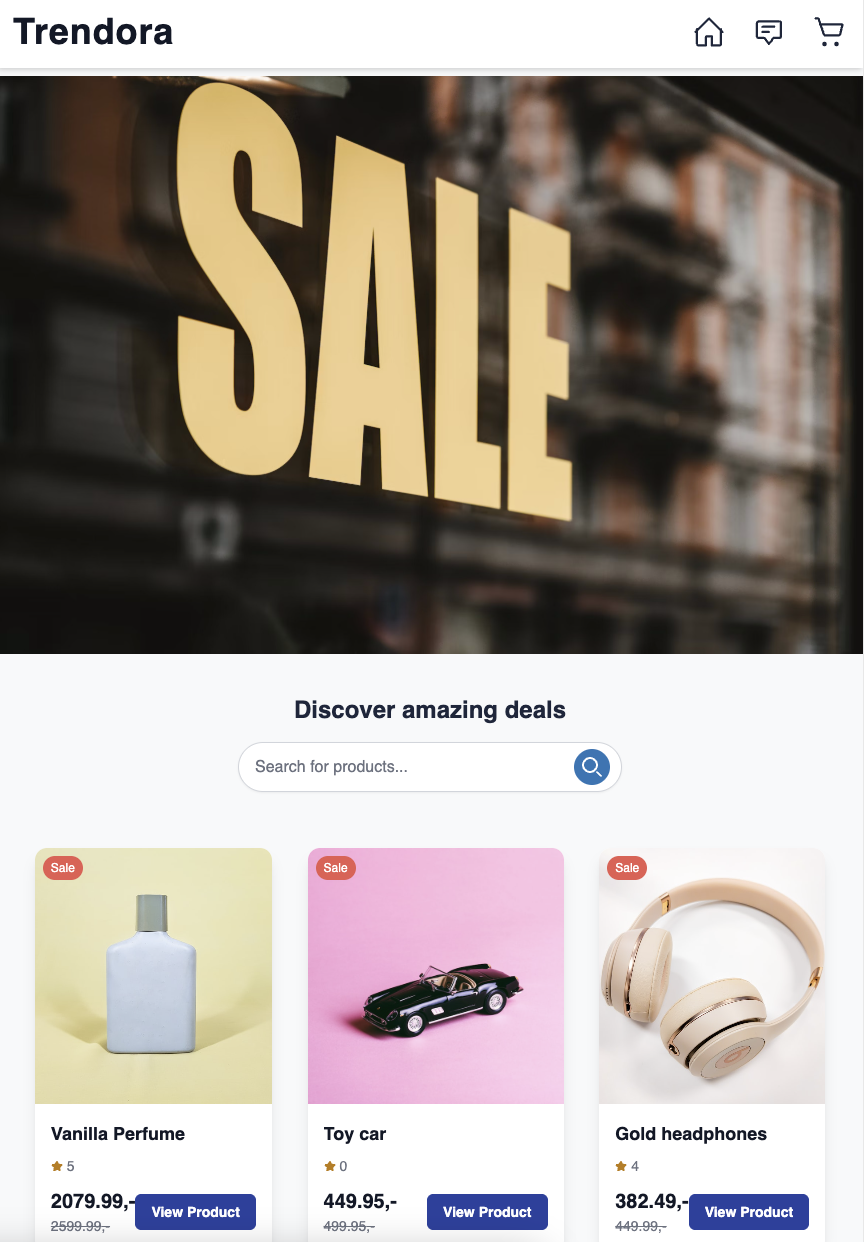 Trendora
SALE
Discover amazing deals
Search for products...
Sale
Sale
Sale
Vanilla Perfume
Toy car
Gold headphones
5
0
4
2079.99,-
2599.99,-
View Product
449.95,-
499.95,-
View Product
382.49,-
449.99,-
View Product